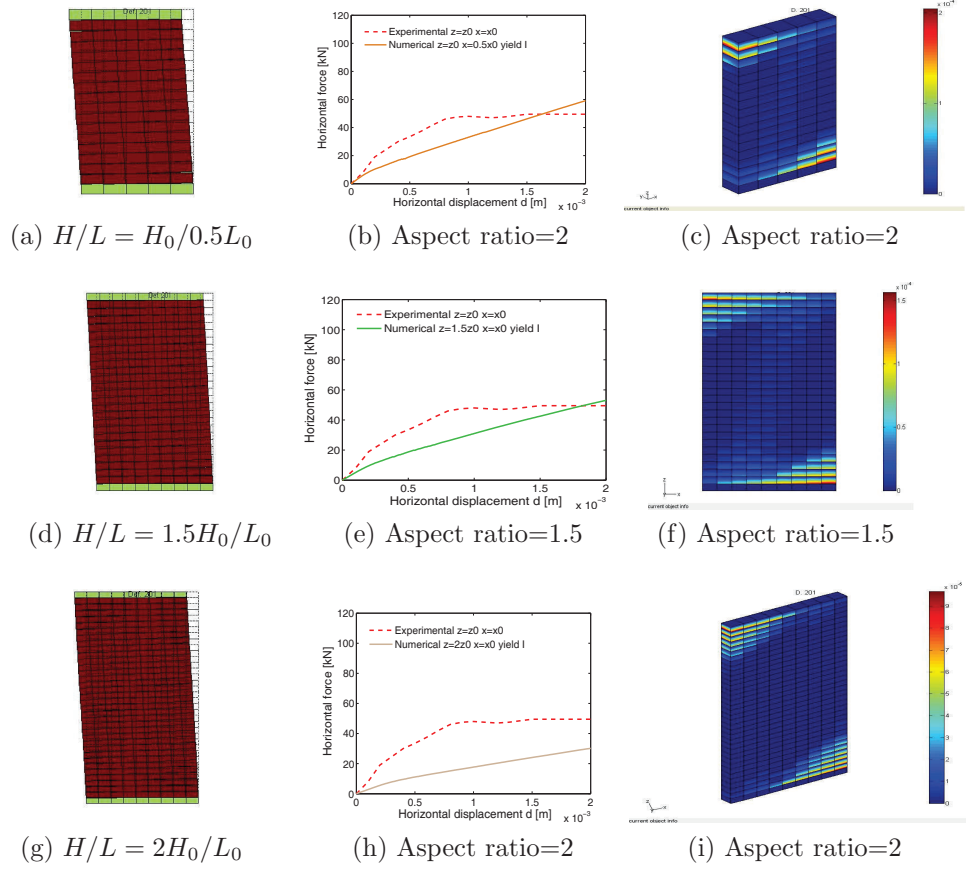 Def. 201
120
100
80
60
40
20
0
Horizontal force [kN]
Experimental z=z0 x=x0
Numerical z=z0 x=0.5x0 yield I
0 0.5 1 1.5 2
Horizontal displacement d [m]
x 10⁻³
D. 201
x 10⁻⁴
2
1
0
current object info
(a) H/L = H₀/0.5L₀
(b) Aspect ratio=2
(c) Aspect ratio=2
Def. 201
120
100
80
60
40
20
0
Horizontal force [kN]
Experimental z=z0 x=x0
Numerical z=1.5z0 x=x0 yield I
0 0.5 1 1.5 2
Horizontal displacement d [m]
x 10⁻³
D. 201
x 10⁻⁴
1.5
1
0.5
0
z
x
current object info
(d) H/L = 1.5H₀/L₀
(e) Aspect ratio=1.5
(f) Aspect ratio=1.5
Def. 201
120
100
80
60
40
20
0
Horizontal force [kN]
Experimental z=z0 x=x0
Numerical z=2z0 x=x0 yield I
0 0.5 1 1.5 2
Horizontal displacement d [m]
x 10⁻³
D. 201
x 10⁻⁵
9
8
7
6
5
4
3
2
1
0
current object info
(g) H/L = 2H₀/L₀
(h) Aspect ratio=2
(i) Aspect ratio=2